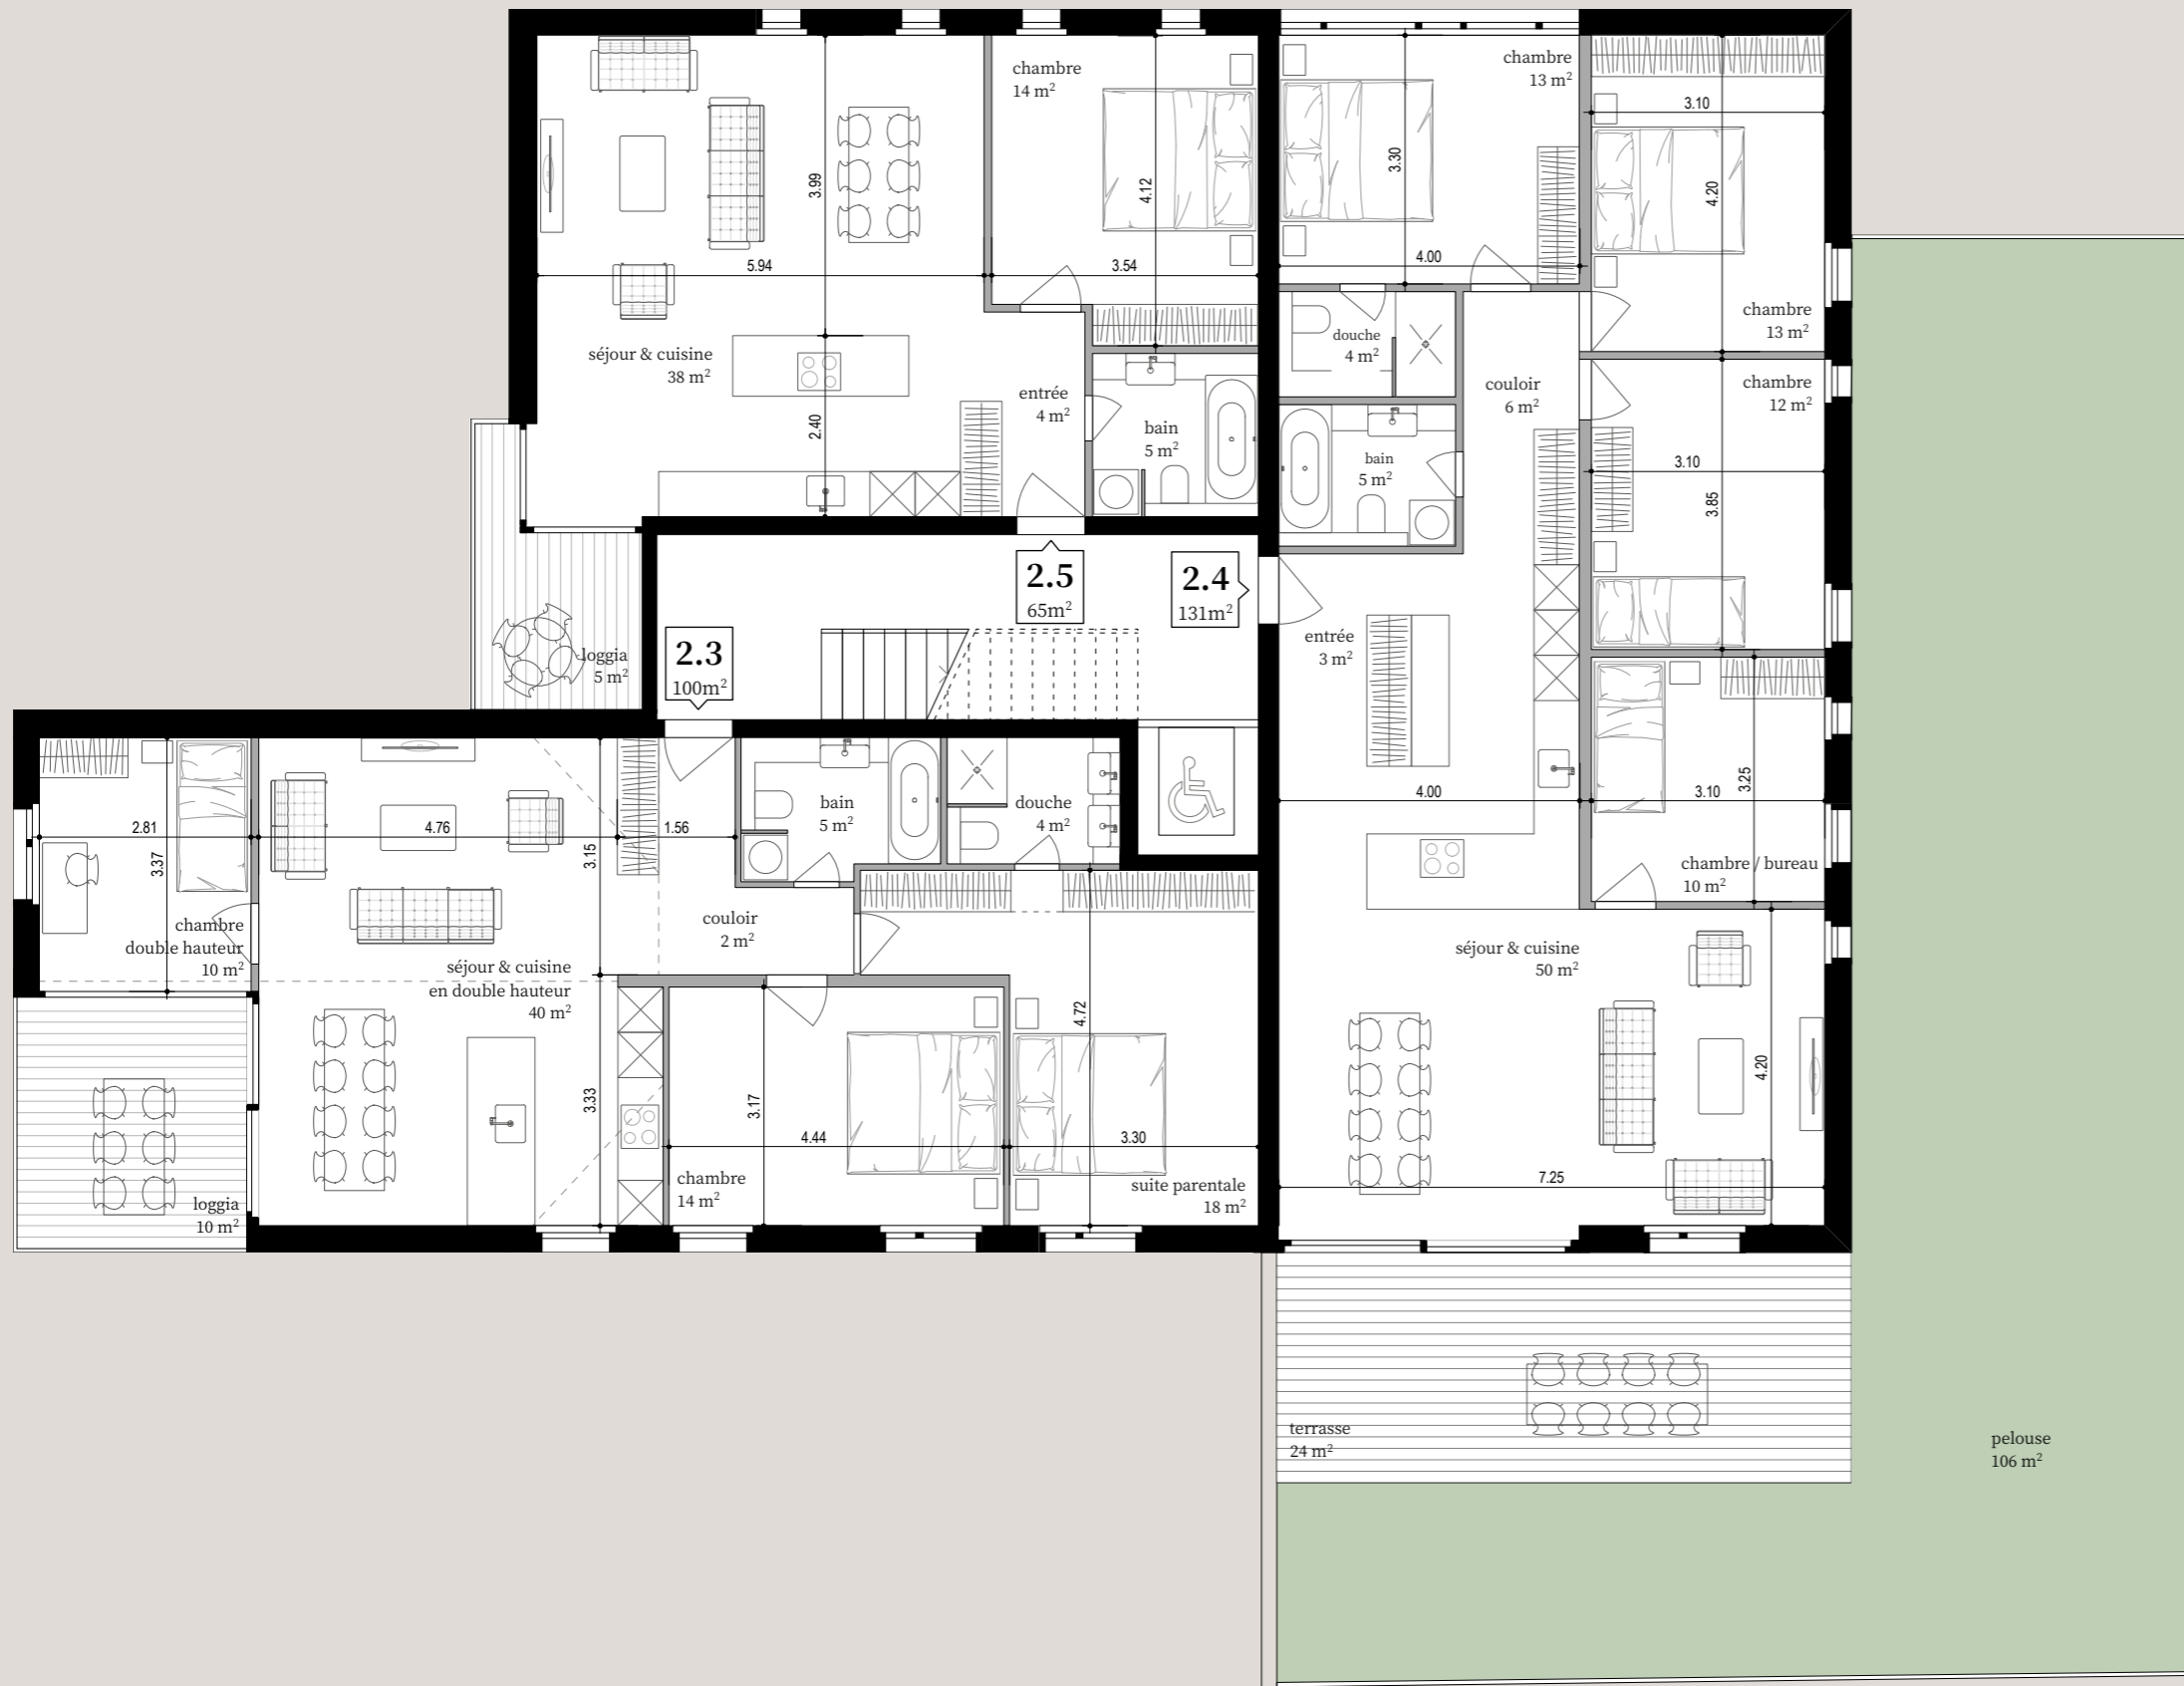 chambre
14 m²
chambre
13 m²
3.10
3.99
4.12
3.30
4.20
5.94
3.54
4.00
séjour & cuisine
38 m²
entrée
4 m²
2.40
bain
5 m²
douche
4 m²
couloir
6 m²
chambre
13 m²
chambre
12 m²
bain
5 m²
3.10
3.85
2.5
65m²
2.4
131m²
2.3
100m²
loggia
5 m²
entrée
3 m²
2.81
3.37
4.76
3.15
1.56
bain
5 m²
douche
4 m²
4.00
3.10
3.25
chambre / bureau
10 m²
chambre
double hauteur
10 m²
séjour & cuisine
en double hauteur
40 m²
couloir
2 m²
séjour & cuisine
50 m²
4.72
3.33
3.17
4.20
4.44
3.30
chambre
14 m²
suite parentale
18 m²
7.25
loggia
10 m²
terrasse
24 m²
pelouse
106 m²